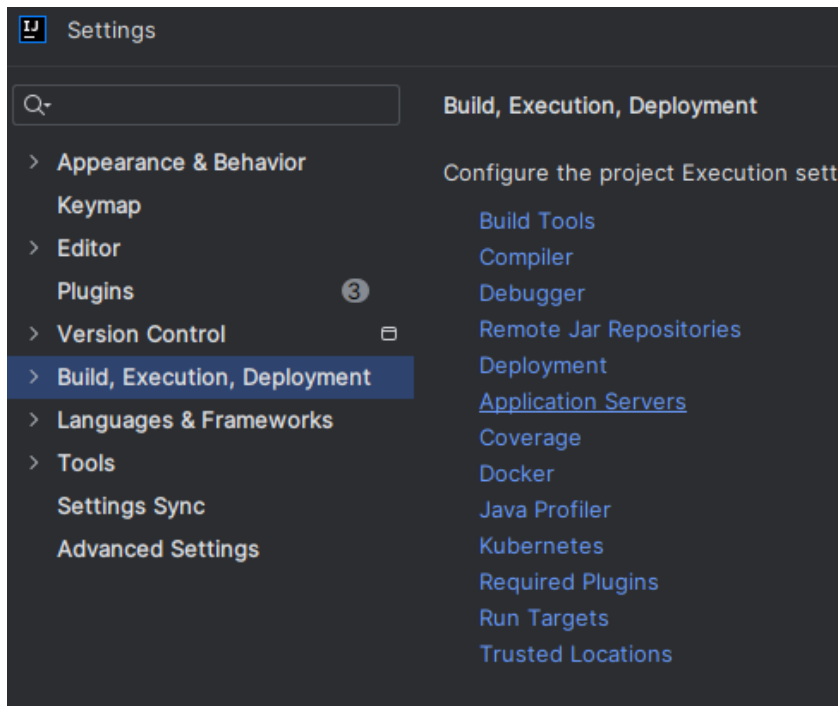 IJ Settings
Appearance & Behavior
Keymap
Editor
Plugins 3
Version Control
Build, Execution, Deployment
Languages & Frameworks
Tools
Settings Sync
Advanced Settings
Build, Execution, Deployment
Configure the project Execution sett
Build Tools
Compiler
Debugger
Remote Jar Repositories
Deployment
Application Servers
Coverage
Docker
Java Profiler
Kubernetes
Required Plugins
Run Targets
Trusted Locations